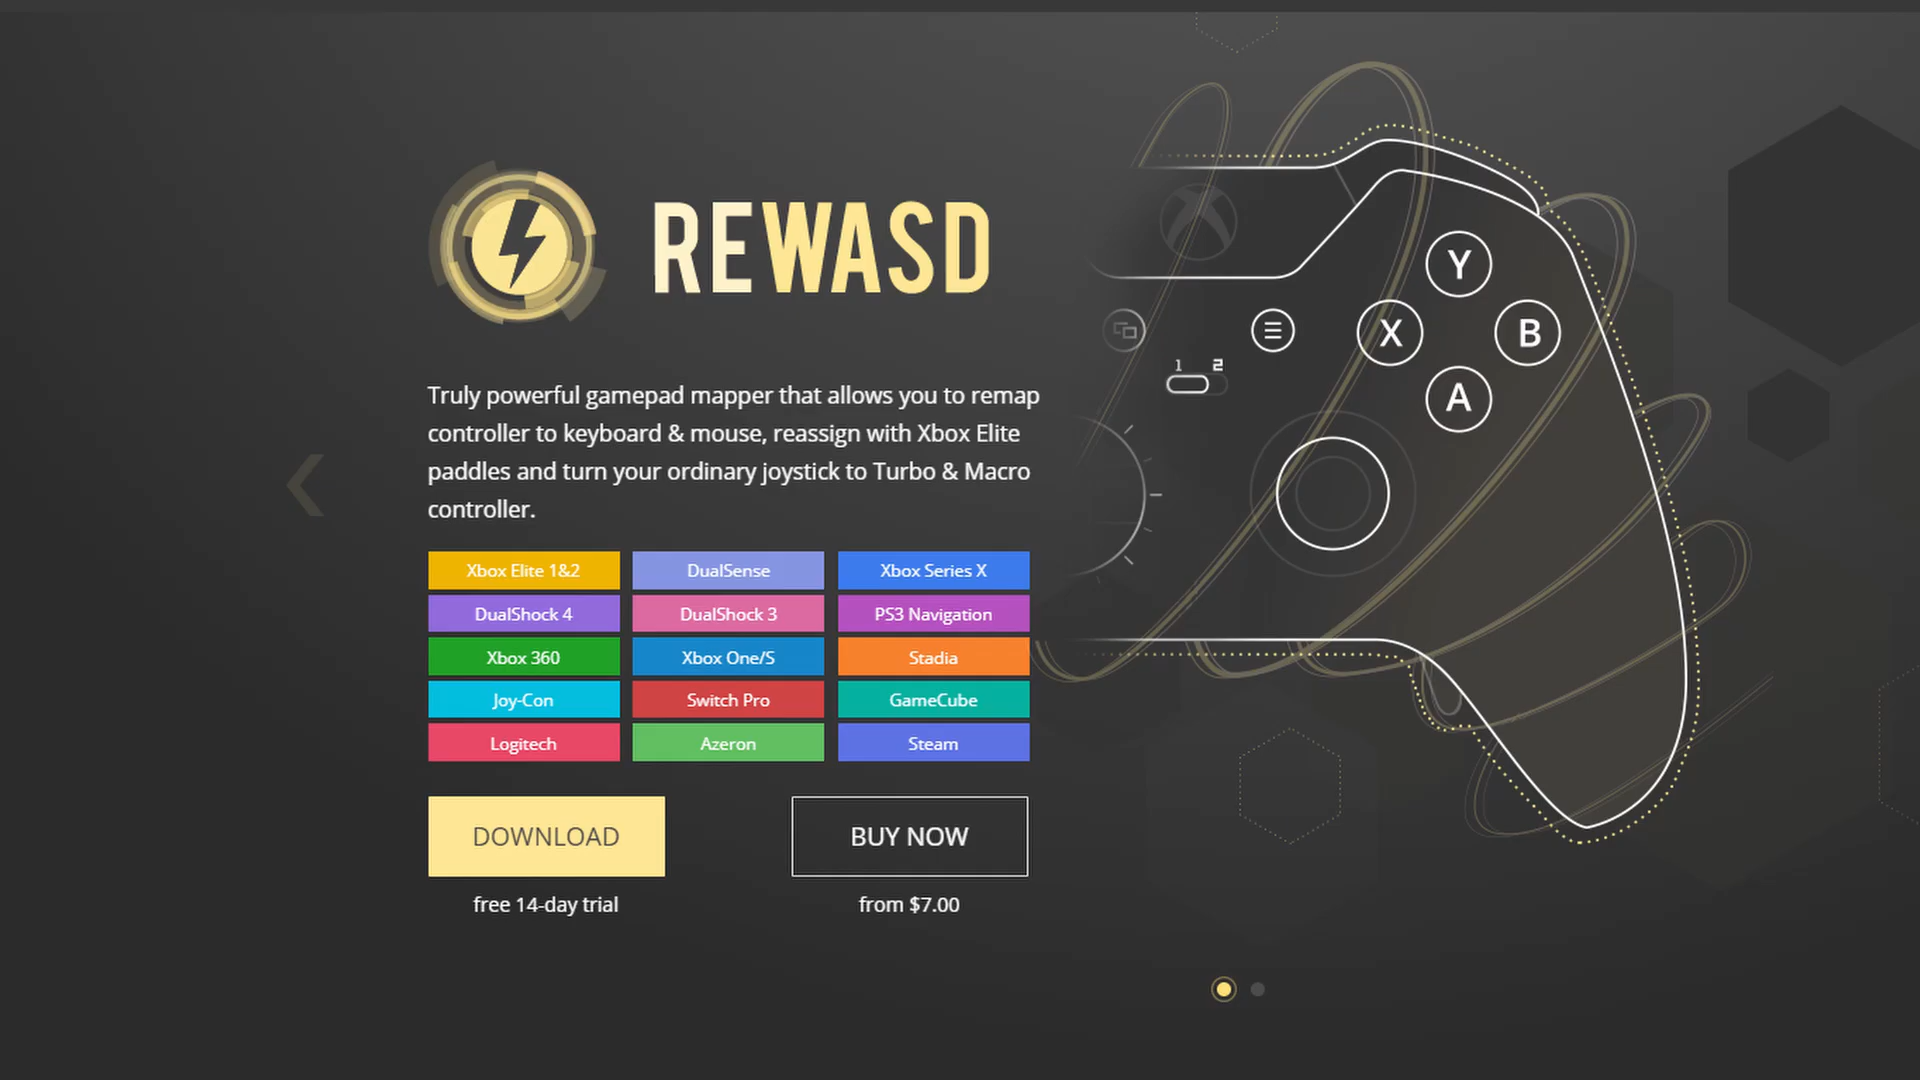 REWASD
Truly powerful gamepad mapper that allows you to remap
controller to keyboard & mouse, reassign with Xbox Elite
paddles and turn your ordinary joystick to Turbo & Macro
controller.
Xbox Elite 1&2
DualSense
Xbox Series X
DualShock 4
DualShock 3
PS3 Navigation
Xbox 360
Xbox One/S
Stadia
Joy-Con
Switch Pro
GameCube
Logitech
Azeron
Steam
DOWNLOAD
BUY NOW
free 14-day trial
from $7.00
Y
X
B
A
1 2